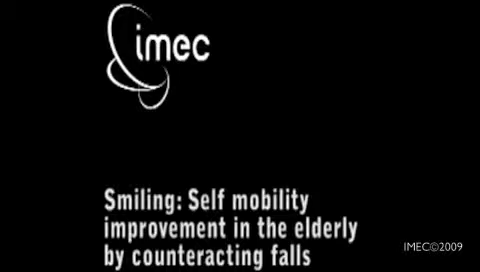 imec
Smiling: Self mobility
improvement in the elderly
by counteracting falls
IMEC©2009